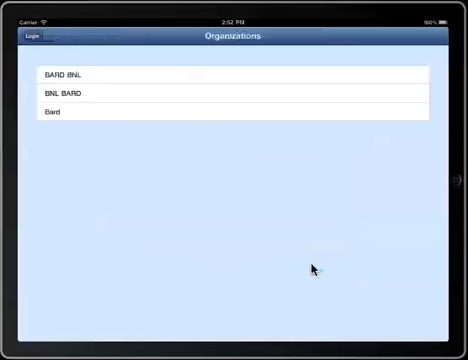 Carrier 2:52 PM 100%
Login Organizations
BARD BNL
BNL BARD
Bard